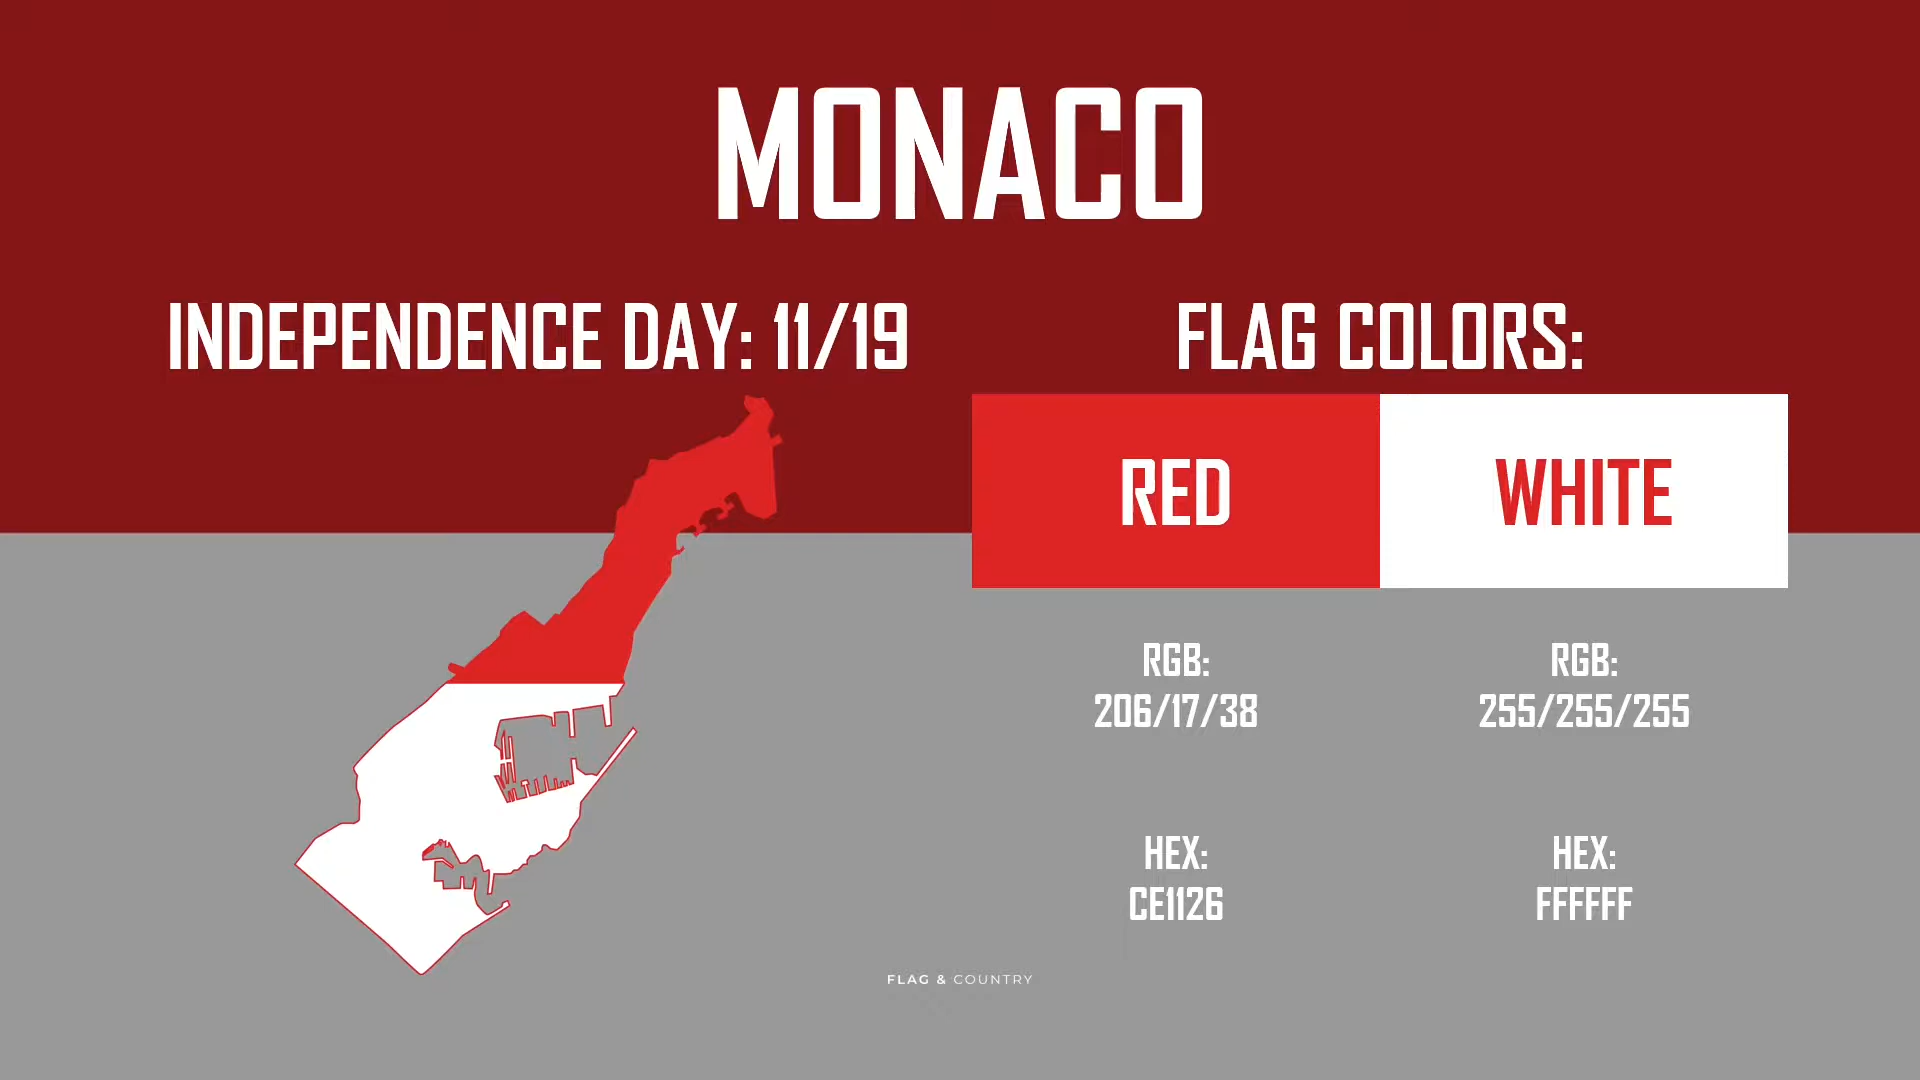 MONACO
INDEPENDENCE DAY: 11/19
FLAG COLORS:
RED
WHITE
RGB:
206/17/38
RGB:
255/255/255
HEX:
CE1126
HEX:
FFFFFF
FLAG & COUNTRY